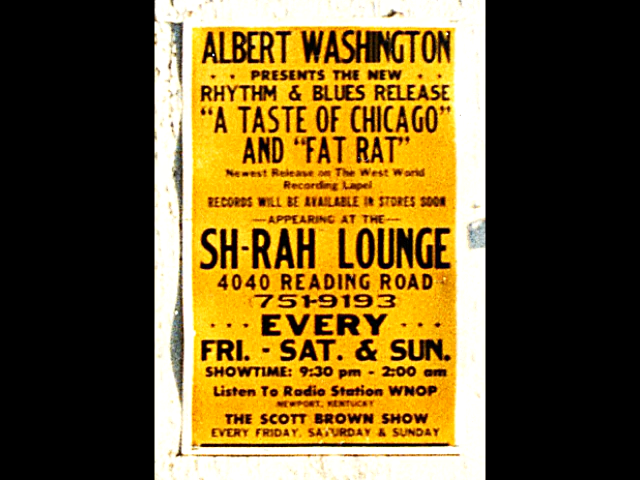 ALBERT WASHINGTON
· · PRESENTS THE NEW · ·
RHYTHM & BLUES RELEASE
"A TASTE OF CHICAGO"
AND "FAT RAT"
Newest Release on The West World
Recording Lapel
RECORDS WILL BE AVAILABLE IN STORES SOON
—APPEARING AT THE—
SH-RAH LOUNGE
4040 READING ROAD
751-9193
· · · EVERY · · ·
FRI. - SAT. & SUN.
SHOWTIME: 9:30 pm - 2:00 am
Listen To Radio Station WNOP
NEWPORT, KENTUCKY
THE SCOTT BROWN SHOW
EVERY FRIDAY, SATURDAY & SUNDAY